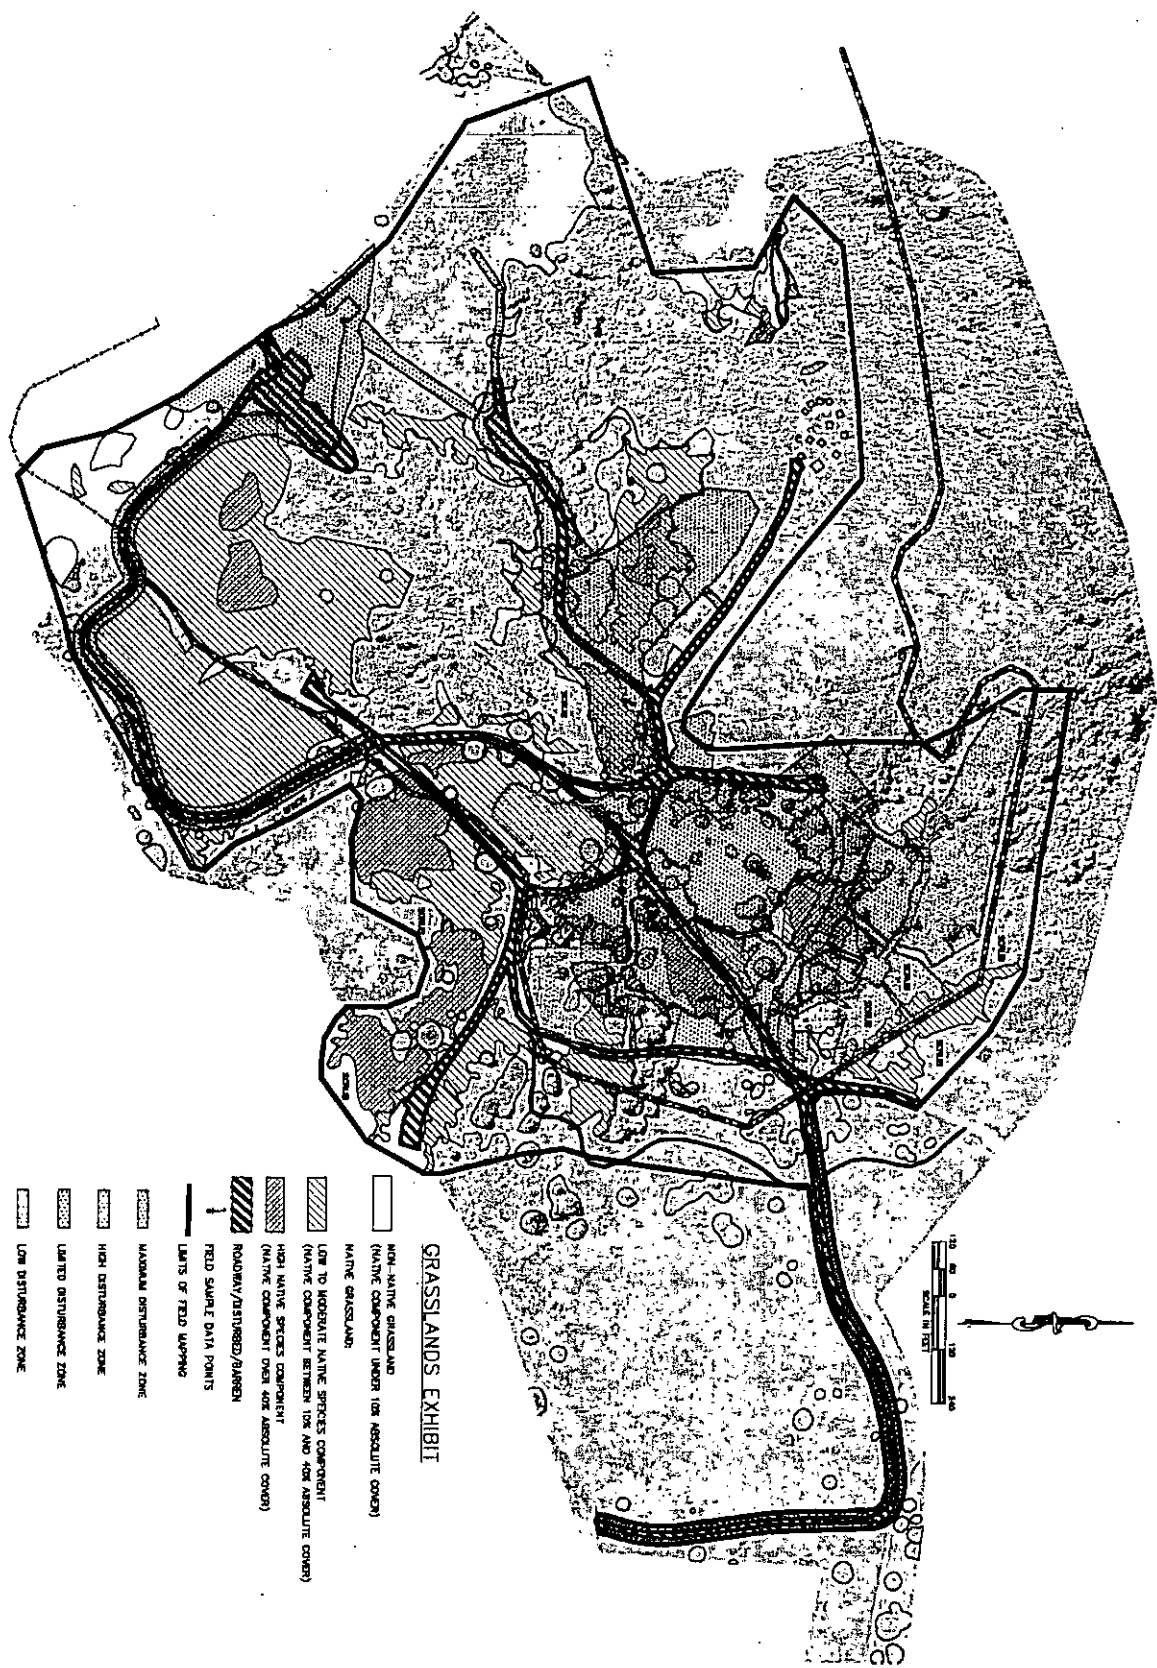 GRASSLANDS EXHIBIT
NON-NATIVE GRASSLAND
(NATIVE COMPONENT UNDER 10% ABSOLUTE COVER)
NATIVE GRASSLAND:
LOW TO MODERATE NATIVE SPECIES COMPONENT
(NATIVE COMPONENT BETWEEN 10% AND 40% ABSOLUTE COVER)
HIGH NATIVE SPECIES COMPONENT
(NATIVE COMPONENT OVER 40% ABSOLUTE COVER)
ROADWAY/DISTURBED/BARREN
FIELD SAMPLE DATA POINTS
LIMITS OF FIELD MAPPING
MAXIMUM DISTURBANCE ZONE
HIGH DISTURBANCE ZONE
LIMITED DISTURBANCE ZONE
LOW DISTURBANCE ZONE
SCALE IN FEET
SCRUB
SCRUB
SCRUB